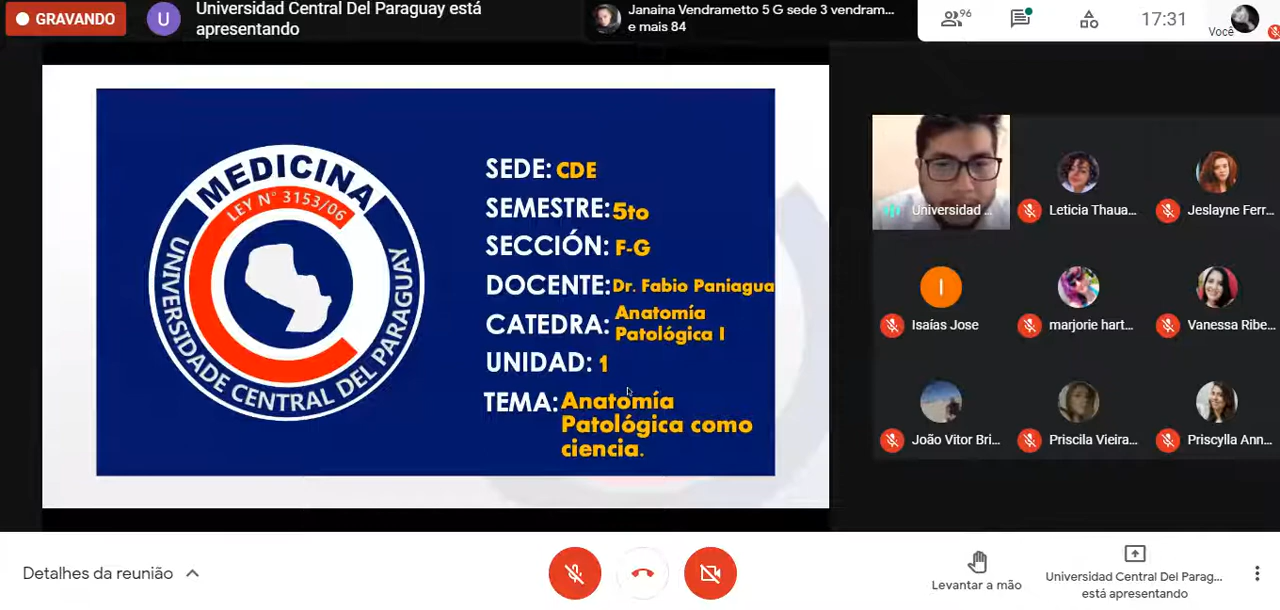 GRAVANDO
U
Universidad Central Del Paraguay está
apresentando
Janaina Vendrametto 5 G sede 3 vendram...
e mais 84
96
17:31
Você
MEDICINA
LEY N° 3153/06
UNIVERSIDADE CENTRAL DEL PARAGUAY
SEDE: CDE
SEMESTRE: 5to
SECCIÓN: F-G
DOCENTE: Dr. Fabio Paniagua
CATEDRA: Anatomía
Patológica I
UNIDAD: 1
TEMA: Anatomía
Patológica como
ciencia.
Universidad ...
Leticia Thaua...
Jeslayne Ferr...
I
Isaías Jose
marjorie hart...
Vanessa Ribe...
João Vitor Bri...
Priscila Vieira...
Priscylla Ann...
Detalhes da reunião
Levantar a mão
Universidad Central Del Parag...
está apresentando